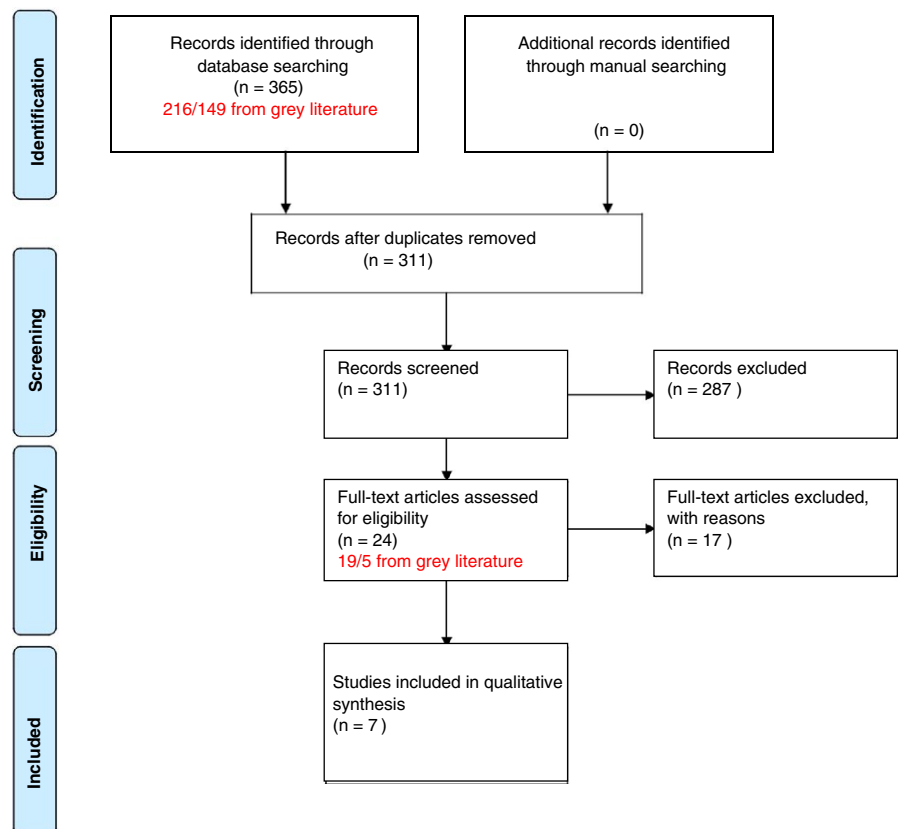 Identification
Records identified through
database searching
(n = 365)
216/149 from grey literature
Additional records identified
through manual searching
(n = 0)
Records after duplicates removed
(n = 311)
Screening
Records screened
(n = 311)
Records excluded
(n = 287 )
Eligibility
Full-text articles assessed
for eligibility
(n = 24)
19/5 from grey literature
Full-text articles excluded,
with reasons
(n = 17 )
Included
Studies included in qualitative
synthesis
(n = 7 )